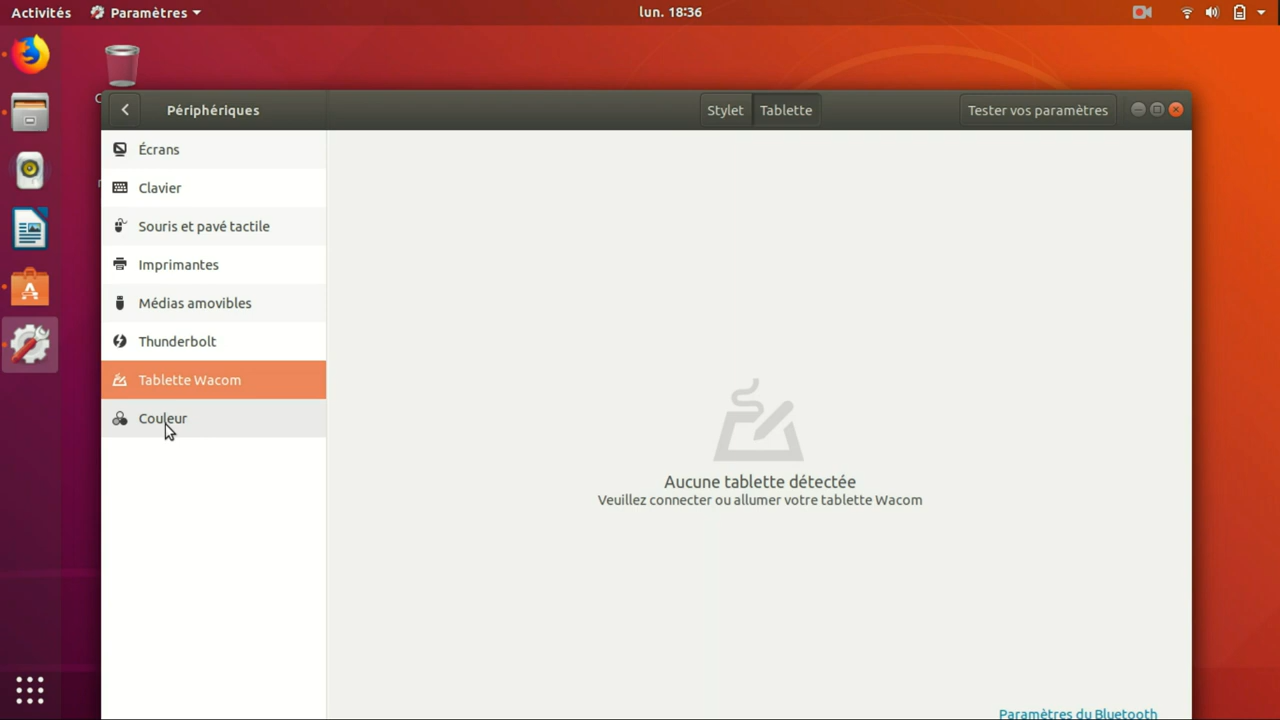 Activités Paramètres lun. 18:36
Périphériques Stylet Tablette Tester vos paramètres
Écrans
Clavier
Souris et pavé tactile
Imprimantes
Médias amovibles
Thunderbolt
Tablette Wacom
Couleur
Aucune tablette détectée
Veuillez connecter ou allumer votre tablette Wacom
Paramètres du Bluetooth